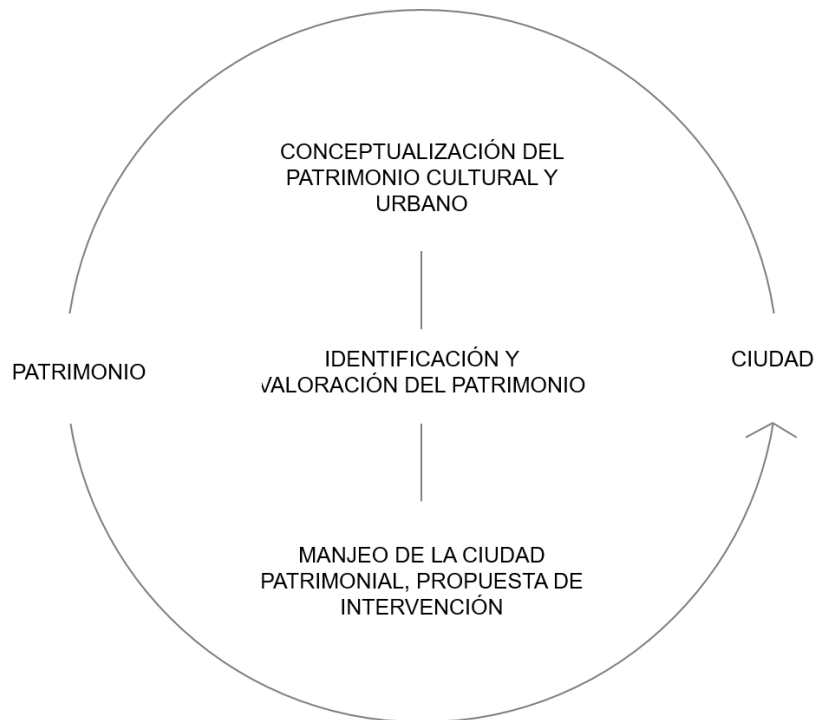 CONCEPTUALIZACIÓN DEL
PATRIMONIO CULTURAL Y
URBANO
PATRIMONIO
IDENTIFICACIÓN Y
VALORACIÓN DEL PATRIMONIO
CIUDAD
MANJEO DE LA CIUDAD
PATRIMONIAL, PROPUESTA DE
INTERVENCIÓN